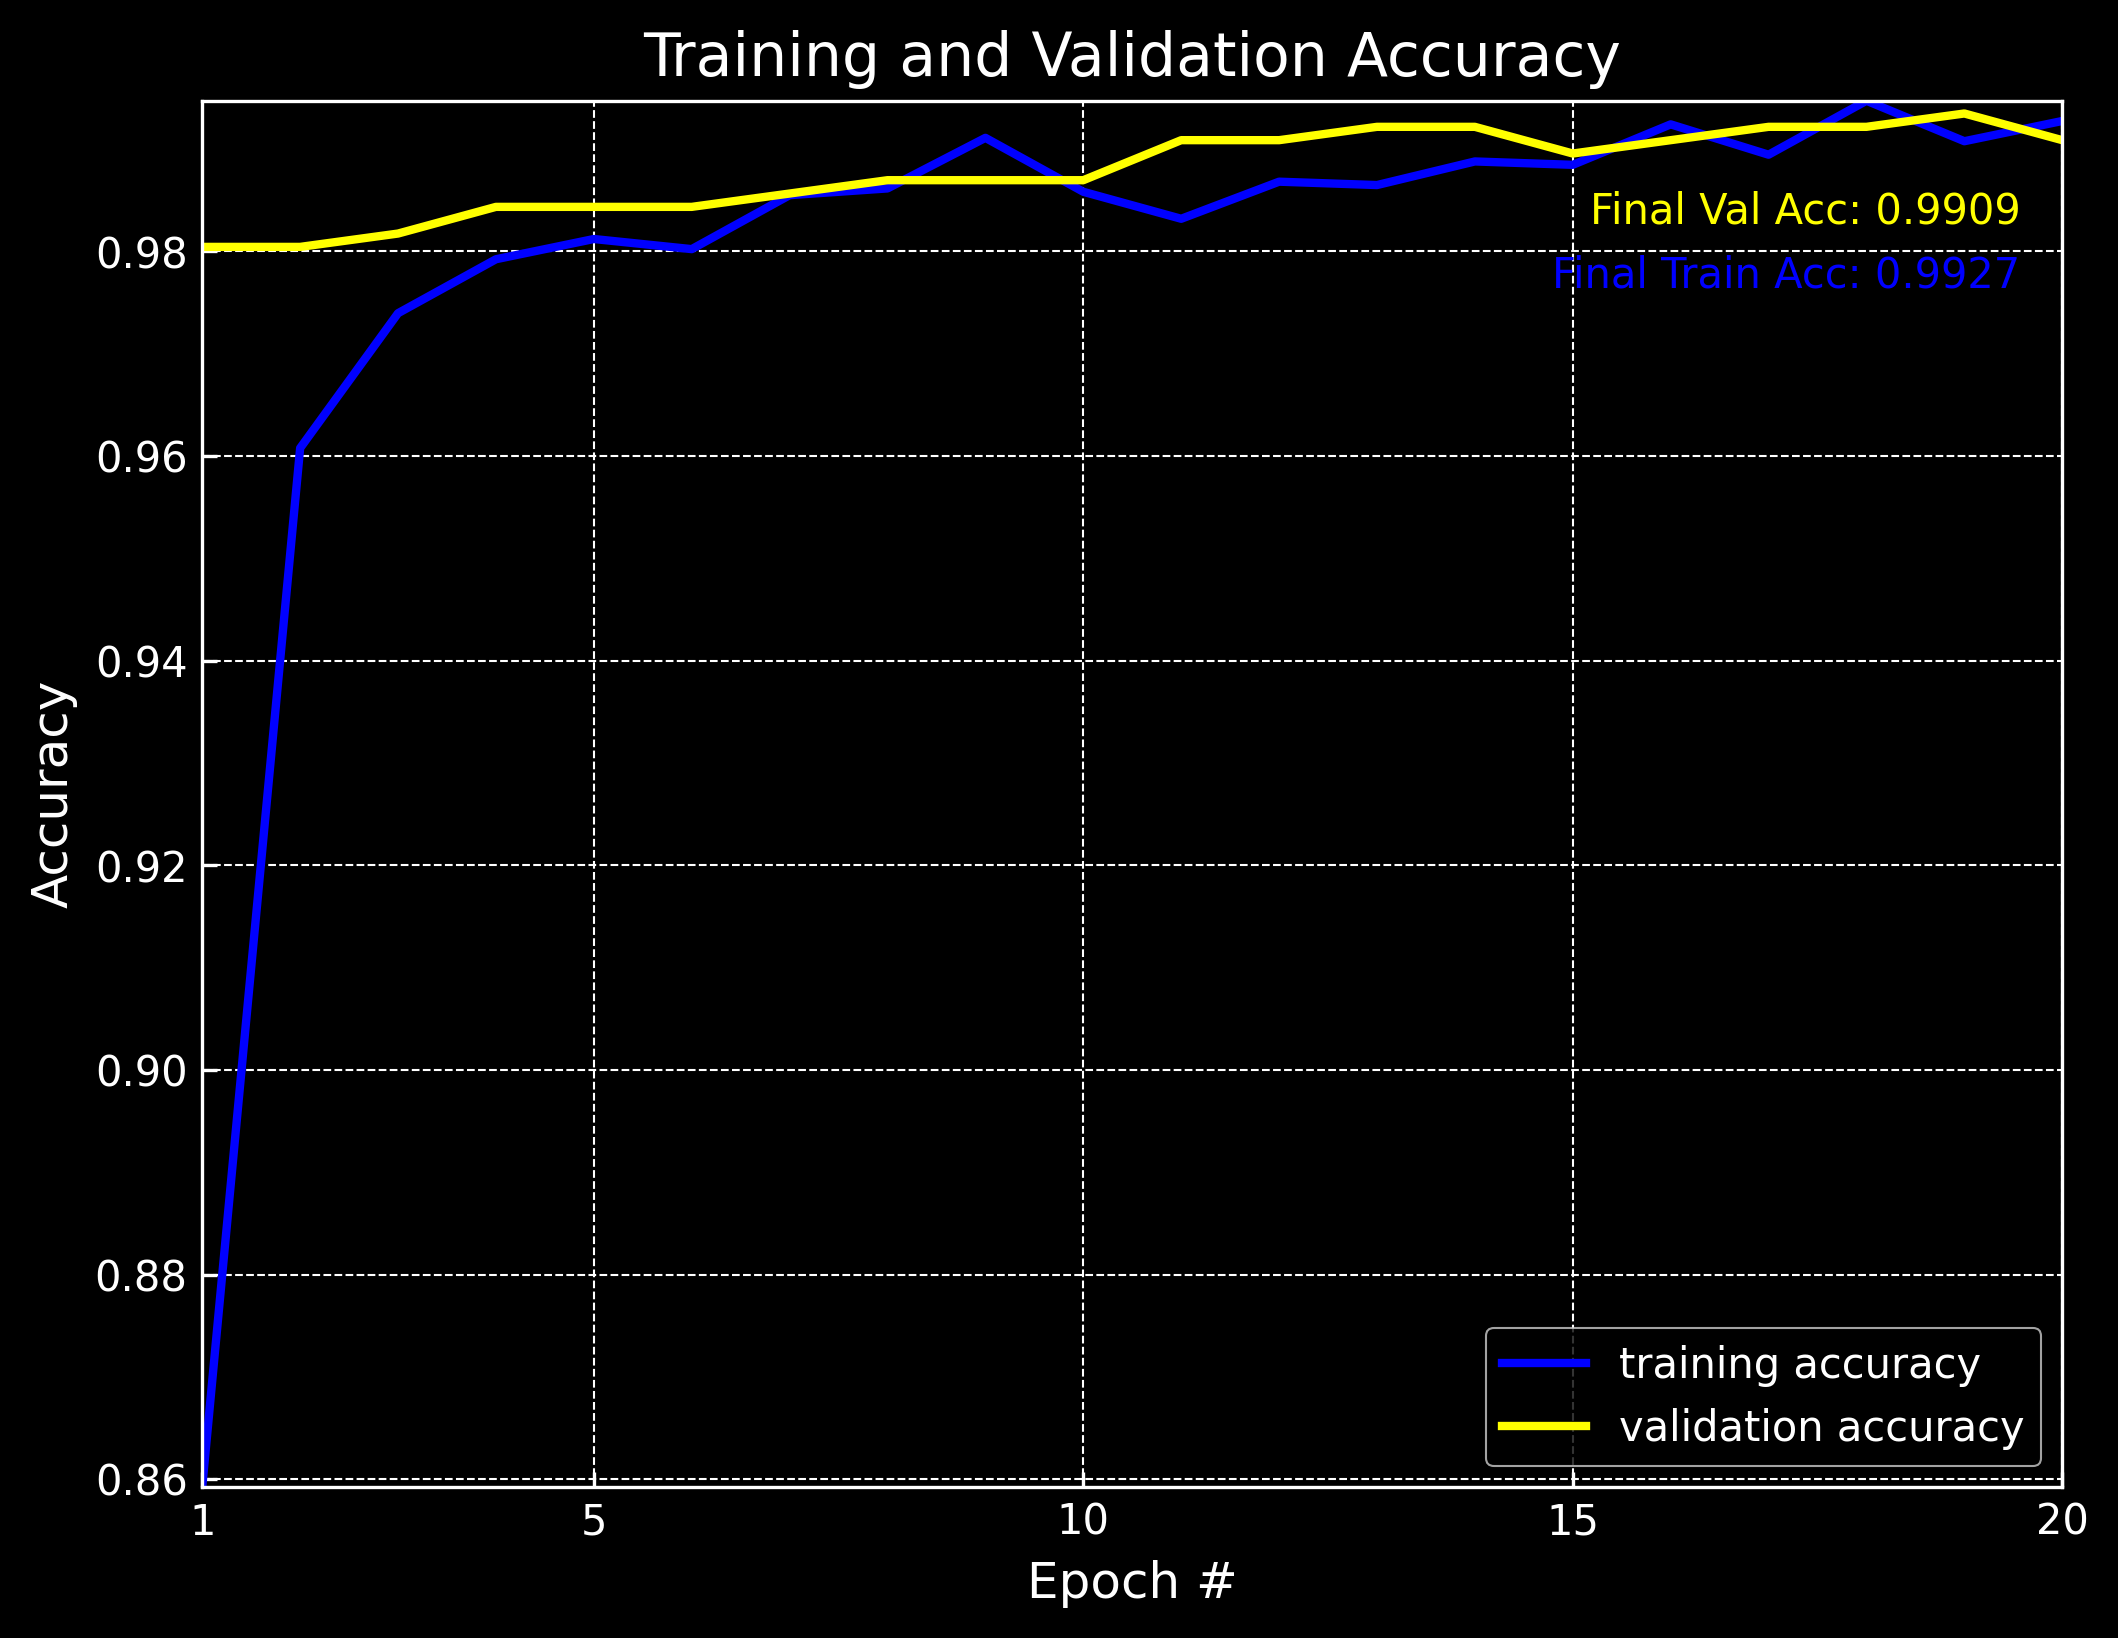 Training and Validation Accuracy
Accuracy
0.98
0.96
0.94
0.92
0.90
0.88
0.86
Final Val Acc: 0.9909
Final Train Acc: 0.9927
training accuracy
validation accuracy
1 5 10 15 20
Epoch #